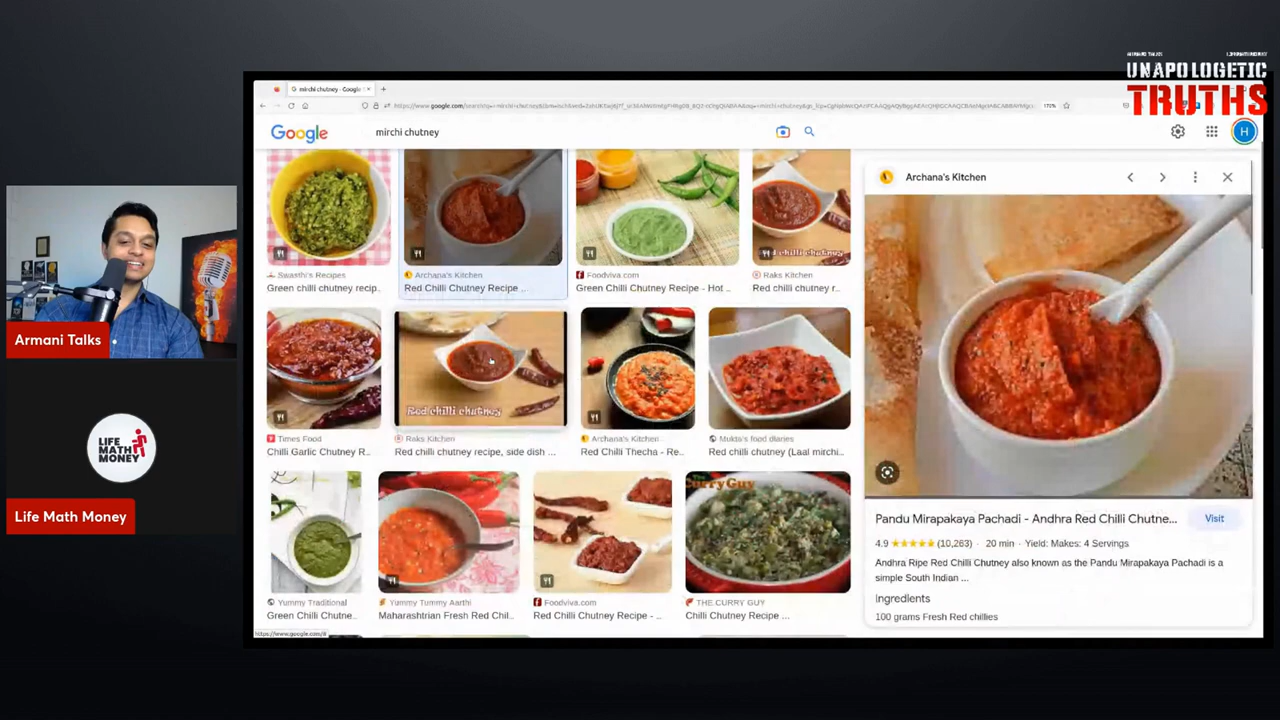 UNAPOLOGETIC
TRUTHS
mirchi chutney - Google
170%
Google
mirchi chutney
H
Armani Talks
LIFE
MATH
MONEY
Life Math Money
Swasthi's Recipes
Green chilli chutney recip..
Archana's Kitchen
Red Chilli Chutney Recipe ...
Foodviva.com
Green Chilli Chutney Recipe - Hot ..
Red chilli chutney
Raks Kitchen
Red chilli chutney r...
Times Food
Chilli Garlic Chutney R...
Red chilli chutney
Raks Kitchen
Red chilli chutney recipe, side dish ...
Archana's Kitchen
Red Chilli Thecha - Re..
Mukta's food diaries
Red chilli chutney (Laal mirchi..
Yummy Traditional
Green Chilli Chutne..
Yummy Tummy Aarthi
Maharashtrian Fresh Red Chil..
Foodviva.com
Red Chilli Chutney Recipe - ..
The
Curry Guy
THE CURRY GUY
Chilli Chutney Recipe ...
Archana's Kitchen
Pandu Mirapakaya Pachadi - Andhra Red Chilli Chutne...
Visit
4.9 ★★★★★ (10,263) · 20 min · Yield: Makes: 4 Servings
Andhra Ripe Red Chilli Chutney also known as the Pandu Mirapakaya Pachadi is a
simple South Indian ...
Ingredients
100 grams Fresh Red chillies